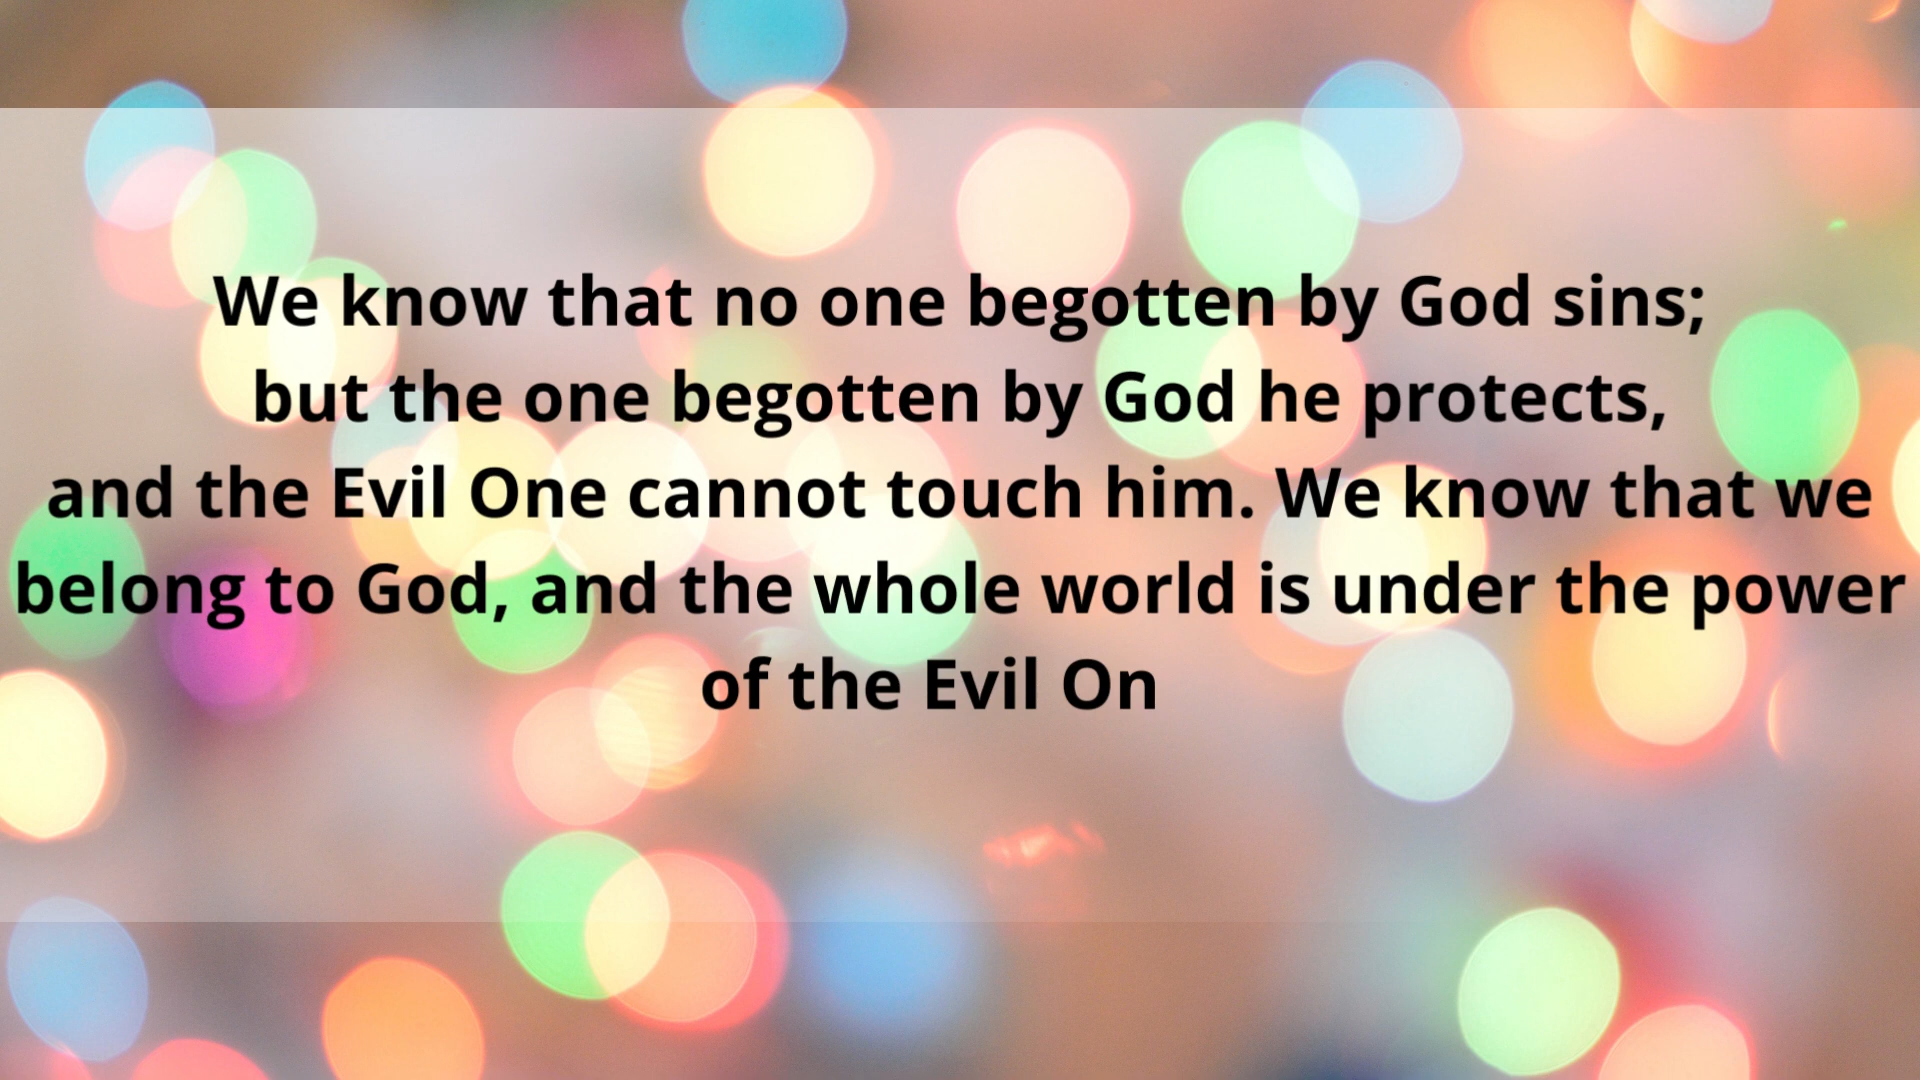 We know that no one begotten by God sins;
but the one begotten by God he protects,
and the Evil One cannot touch him. We know that we
belong to God, and the whole world is under the power
of the Evil On